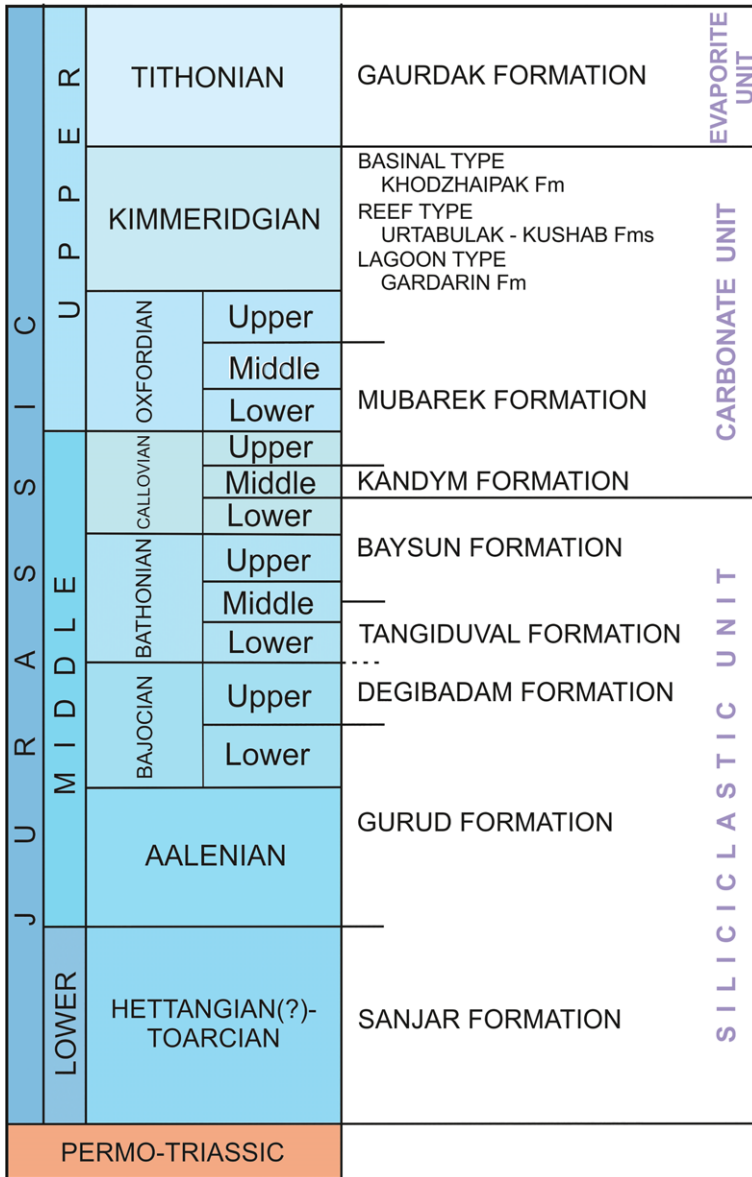 JURASSIC
UPPER
MIDDLE
LOWER
TITHONIAN
GAURDAK FORMATION
EVAPORITE
UNIT
KIMMERIDGIAN
BASINAL TYPE
KHODZHAIPAK Fm
REEF TYPE
URTABULAK - KUSHAB Fms
LAGOON TYPE
GARDARIN Fm
CARBONATE UNIT
OXFORDIAN
Upper
Middle
Lower
MUBAREK FORMATION
CALLOVIAN
Upper
Middle
Lower
KANDYM FORMATION
BAYSUN FORMATION
BATHONIAN
Upper
Middle
Lower
TANGIDUVAL FORMATION
BAJOCIAN
Upper
Lower
DEGIBADAM FORMATION
SILICICLASTIC UNIT
AALENIAN
GURUD FORMATION
HETTANGIAN(?)-
TOARCIAN
SANJAR FORMATION
PERMO-TRIASSIC